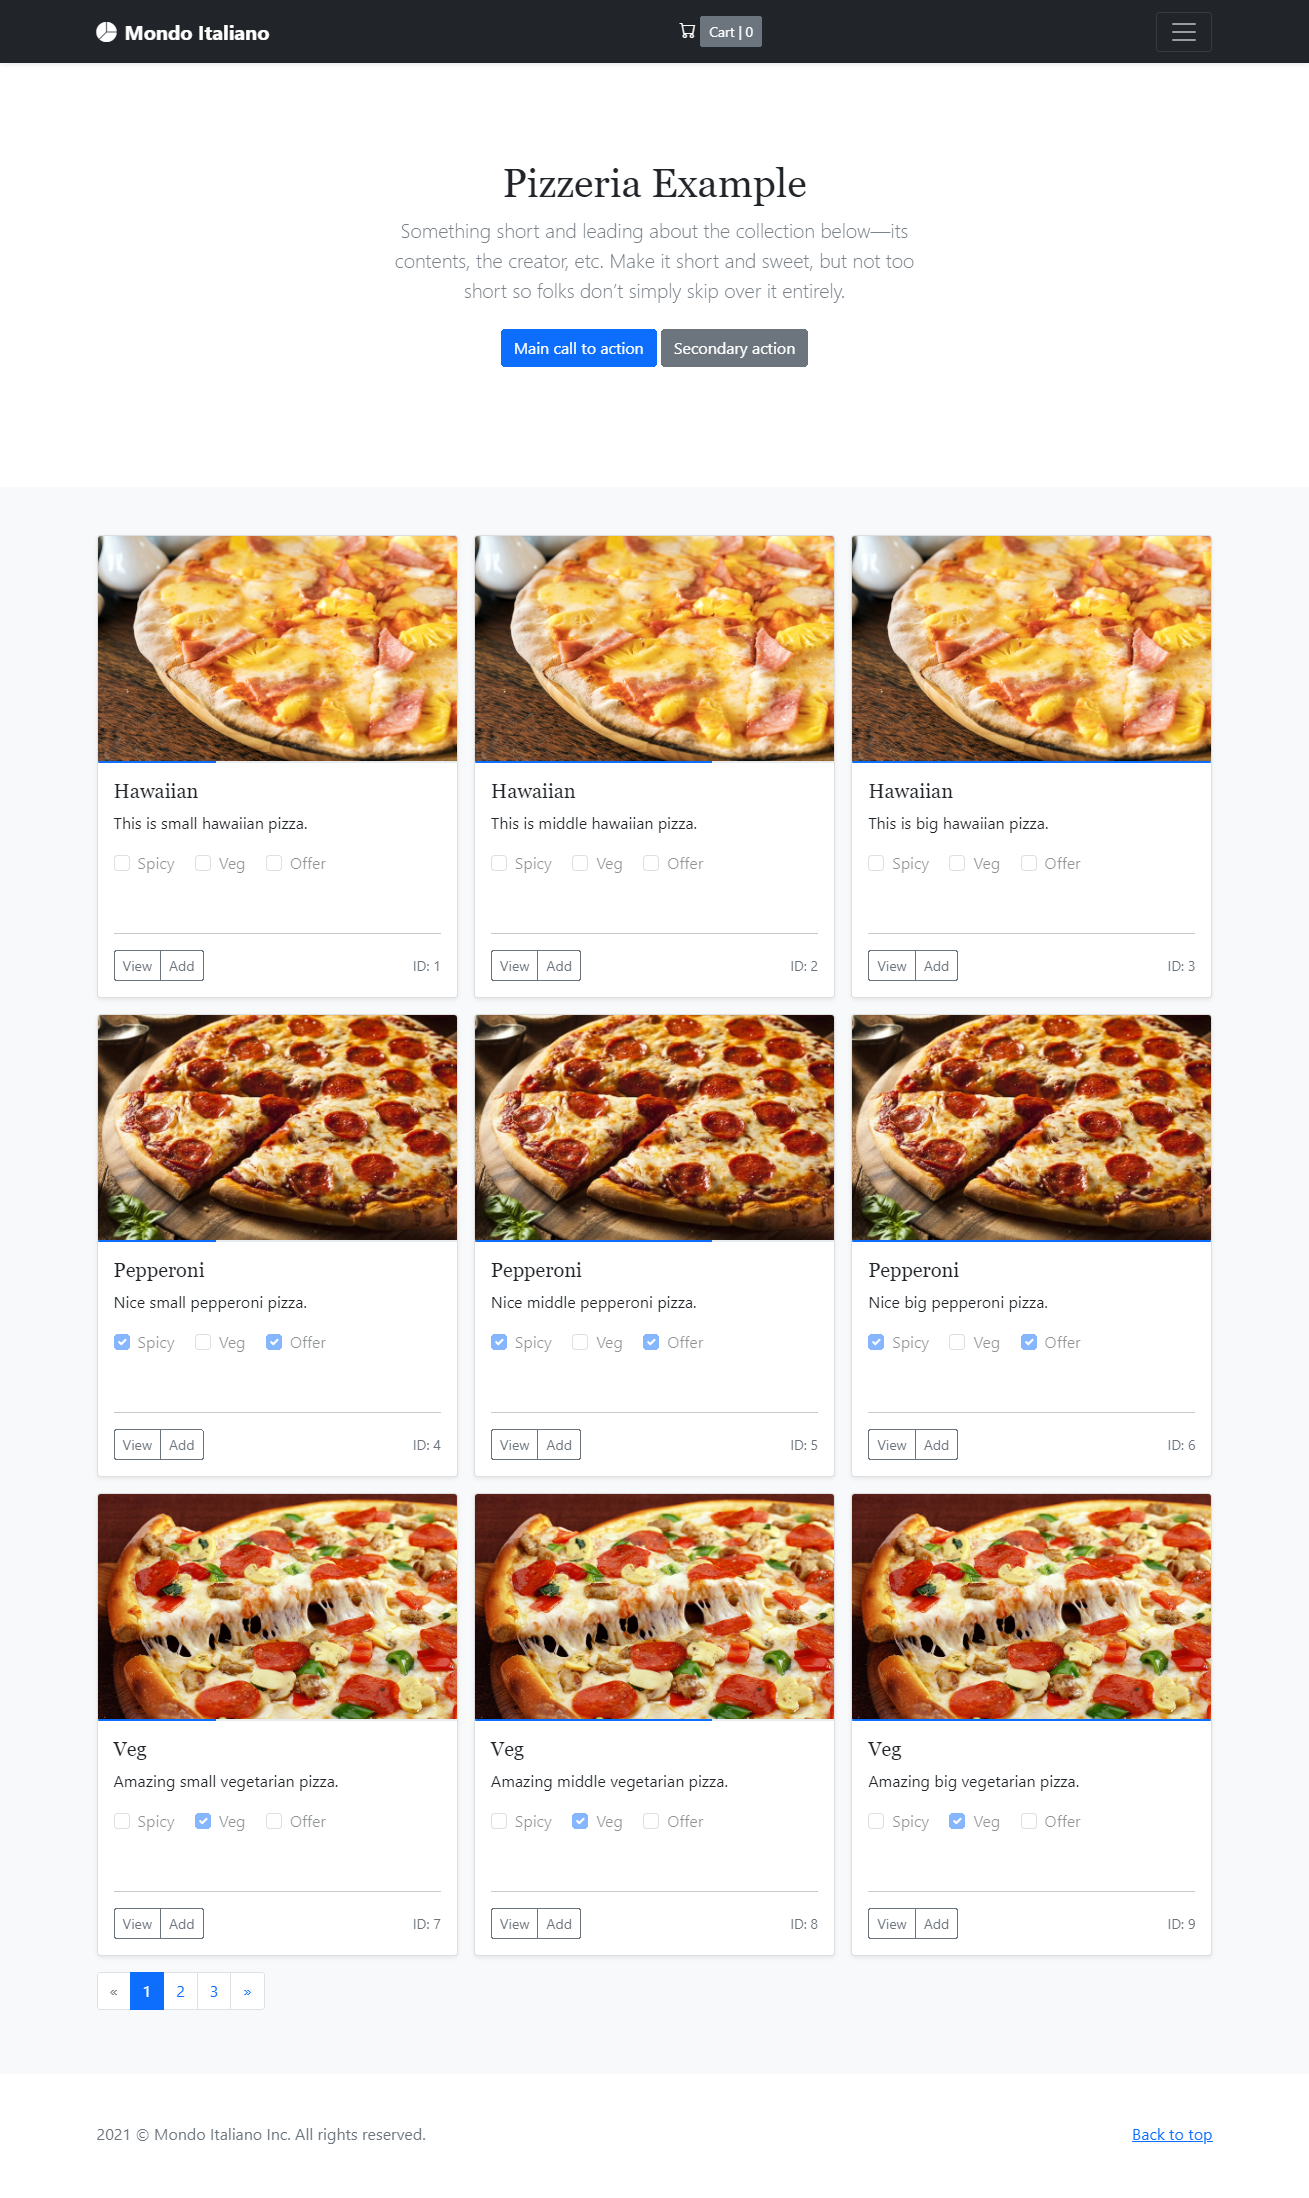 Mondo Italiano
Cart | 0
Pizzeria Example
Something short and leading about the collection below—its
contents, the creator, etc. Make it short and sweet, but not too
short so folks don’t simply skip over it entirely.
Main call to action Secondary action
Hawaiian
This is small hawaiian pizza.
Spicy Veg Offer
View Add ID: 1
Hawaiian
This is middle hawaiian pizza.
Spicy Veg Offer
View Add ID: 2
Hawaiian
This is big hawaiian pizza.
Spicy Veg Offer
View Add ID: 3
Pepperoni
Nice small pepperoni pizza.
Spicy Veg Offer
View Add ID: 4
Pepperoni
Nice middle pepperoni pizza.
Spicy Veg Offer
View Add ID: 5
Pepperoni
Nice big pepperoni pizza.
Spicy Veg Offer
View Add ID: 6
Veg
Amazing small vegetarian pizza.
Spicy Veg Offer
View Add ID: 7
Veg
Amazing middle vegetarian pizza.
Spicy Veg Offer
View Add ID: 8
Veg
Amazing big vegetarian pizza.
Spicy Veg Offer
View Add ID: 9
« 1 2 3 »
2021 © Mondo Italiano Inc. All rights reserved.
Back to top